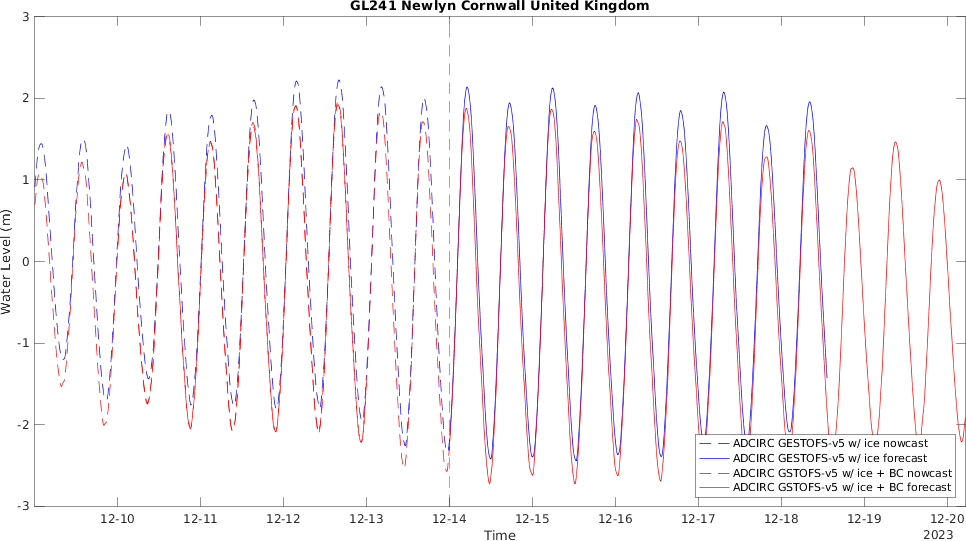 GL241 Newlyn Cornwall United Kingdom
3
2
1
0
-1
-2
-3
Water Level (m)
ADCIRC GESTOFS-v5 w/ ice nowcast
ADCIRC GESTOFS-v5 w/ ice forecast
ADCIRC GSTOFS-v5 w/ ice + BC nowcast
ADCIRC GSTOFS-v5 w/ ice + BC forecast
12-10 12-11 12-12 12-13 12-14 12-15 12-16 12-17 12-18 12-19 12-20
Time
2023